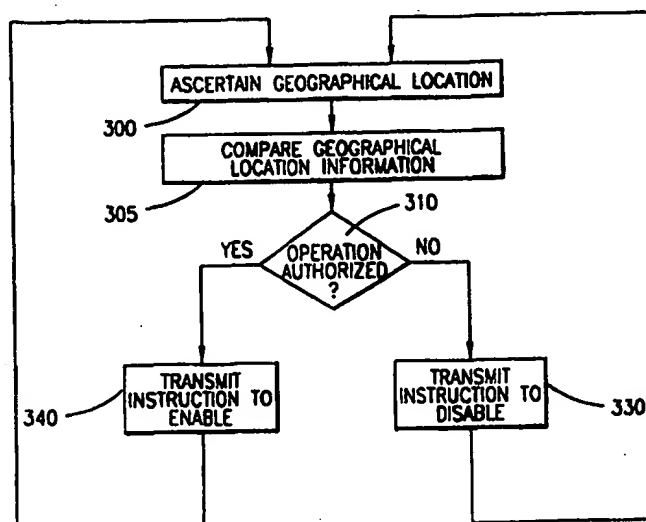 ASCERTAIN GEOGRAPHICAL LOCATION
300
COMPARE GEOGRAPHICAL
LOCATION INFORMATION
305
310
YES
OPERATION
AUTHORIZED
?
NO
TRANSMIT
INSTRUCTION TO
ENABLE
340
TRANSMIT
INSTRUCTION TO
DISABLE
330